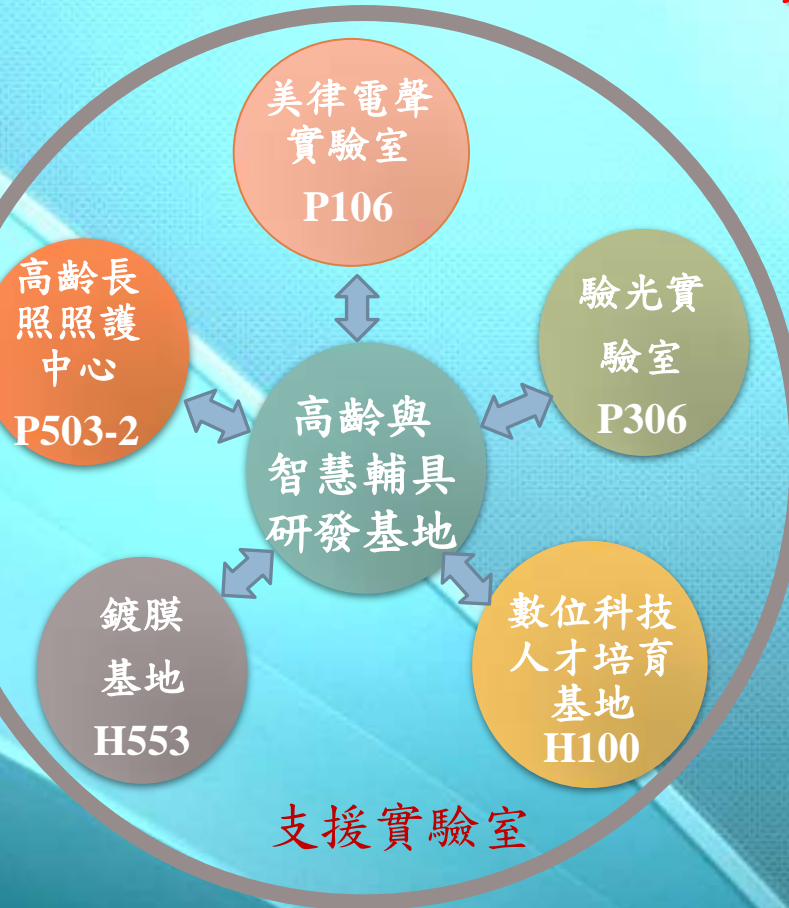 美律電聲
實驗室
P106
高齡長
照照護
中心
P503-2
驗光實
驗室
P306
高齡與
智慧輔具
研發基地
鍍膜
基地
H553
數位科技
人才培育
基地
H100
支援實驗室